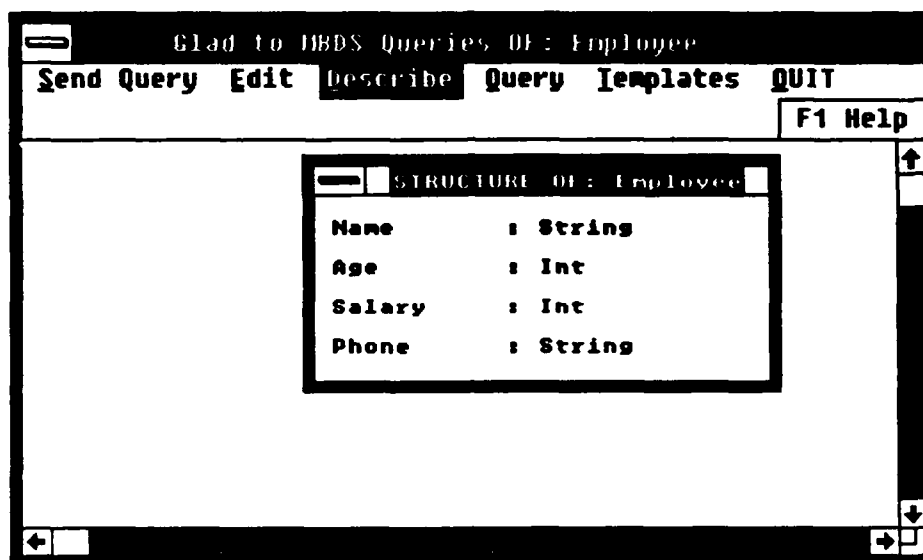 Glad to MBDS Queries OF: Employee
Send Query Edit Describe Query Templates QUIT
F1 Help
STRUCTURE OF: Employee
Name : String
Age : Int
Salary : Int
Phone : String